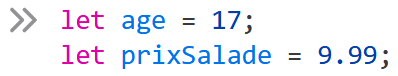 >> let age = 17;
let prixSalade = 9.99;